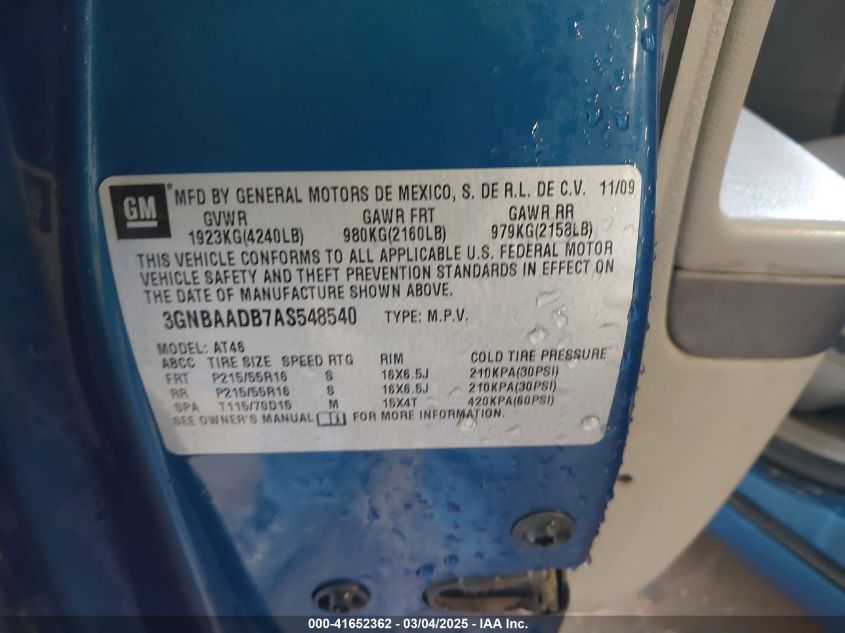 GM ® MFD BY GENERAL MOTORS DE MEXICO, S. DE R.L. DE C.V. 11/09
GVWR GAWR FRT GAWR RR
1923KG(4240LB) 980KG(2160LB) 979KG(2158LB)
THIS VEHICLE CONFORMS TO ALL APPLICABLE U.S. FEDERAL MOTOR
VEHICLE SAFETY AND THEFT PREVENTION STANDARDS IN EFFECT ON
THE DATE OF MANUFACTURE SHOWN ABOVE.
3GNBAADB7AS548540 TYPE: M.P.V.
MODEL: AT46
ABCC TIRE SIZE SPEED RTG RIM COLD TIRE PRESSURE
FRT P215/55R16 S 16X6.5J 210KPA(30PSI)
RR P215/55R16 S 16X6.5J 210KPA(30PSI)
SPA T115/70D15 M 15X4T 420KPA(60PSI)
SEE OWNER'S MANUAL FOR MORE INFORMATION.
000-41652362 - 03/04/2025 - IAAI.com